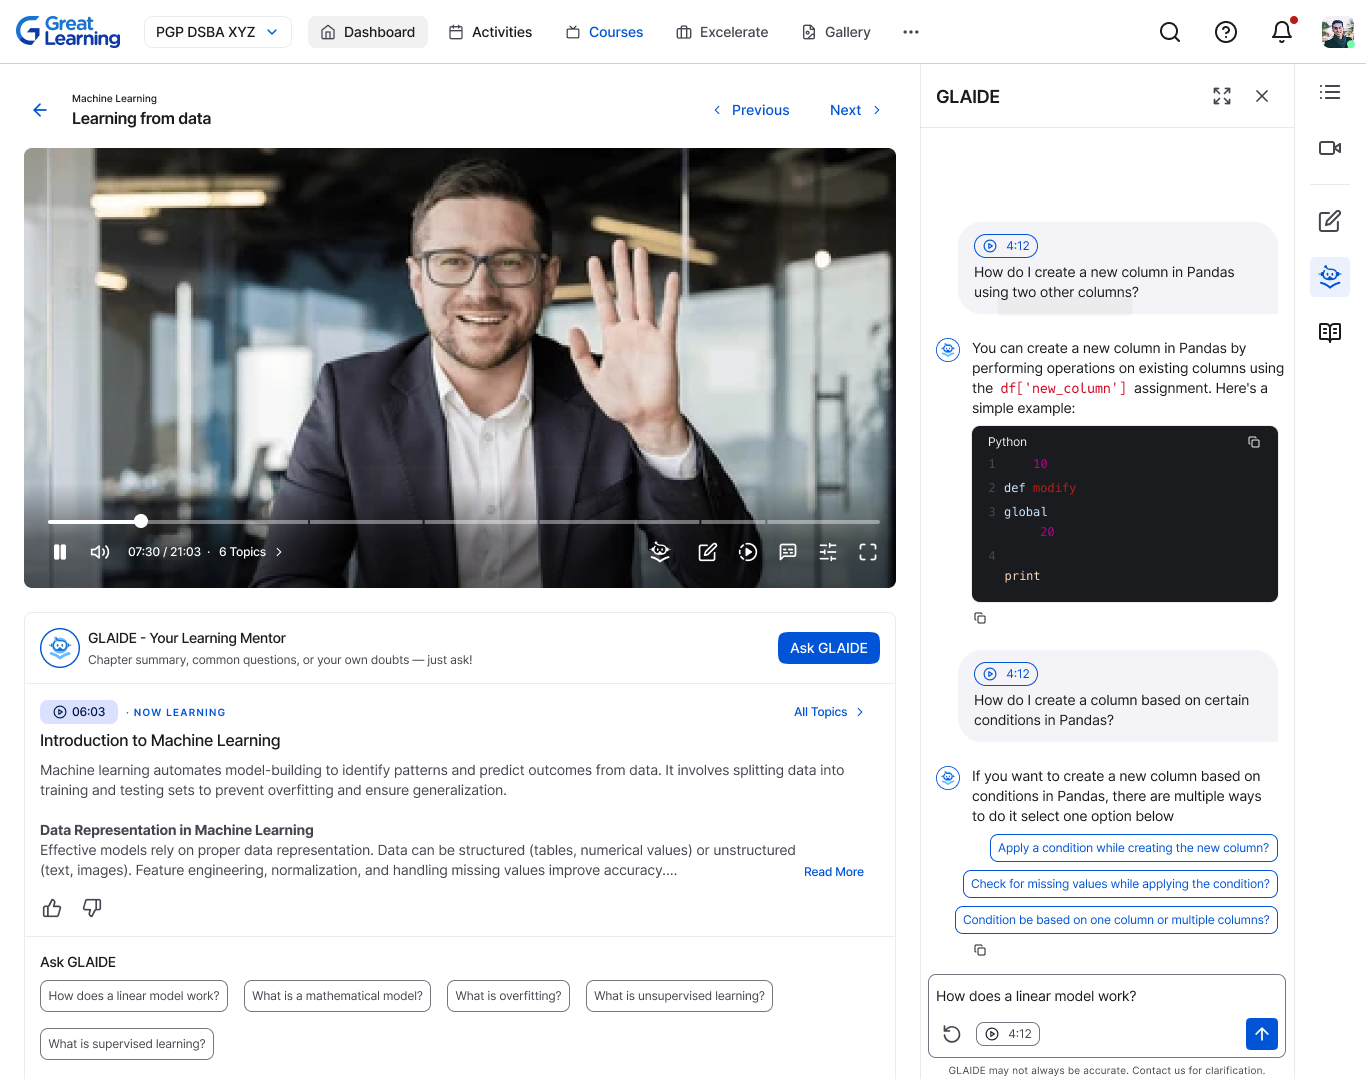 Great Learning
PGP DSBA XYZ
Dashboard
Activities
Courses
Excelerate
Gallery
Machine Learning
Learning from data
Previous
Next
07:30 / 21:03 · 6 Topics
GLAIDE - Your Learning Mentor
Chapter summary, common questions, or your own doubts — just ask!
Ask GLAIDE
06:03
· NOW LEARNING
All Topics
Introduction to Machine Learning
Machine learning automates model-building to identify patterns and predict outcomes from data. It involves splitting data into
training and testing sets to prevent overfitting and ensure generalization.
Data Representation in Machine Learning
Effective models rely on proper data representation. Data can be structured (tables, numerical values) or unstructured
(text, images). Feature engineering, normalization, and handling missing values improve accuracy....
Read More
Ask GLAIDE
How does a linear model work?
What is a mathematical model?
What is overfitting?
What is unsupervised learning?
What is supervised learning?
GLAIDE
4:12
How do I create a new column in Pandas
using two other columns?
You can create a new column in Pandas by
performing operations on existing columns using
the df['new_column'] assignment. Here's a
simple example:
Python
1 10
2 def modify
3 global
20
4
print
4:12
How do I create a column based on certain
conditions in Pandas?
If you want to create a new column based on
conditions in Pandas, there are multiple ways
to do it select one option below
Apply a condition while creating the new column?
Check for missing values while applying the condition?
Condition be based on one column or multiple columns?
How does a linear model work?
4:12
GLAIDE may not always be accurate. Contact us for clarification.